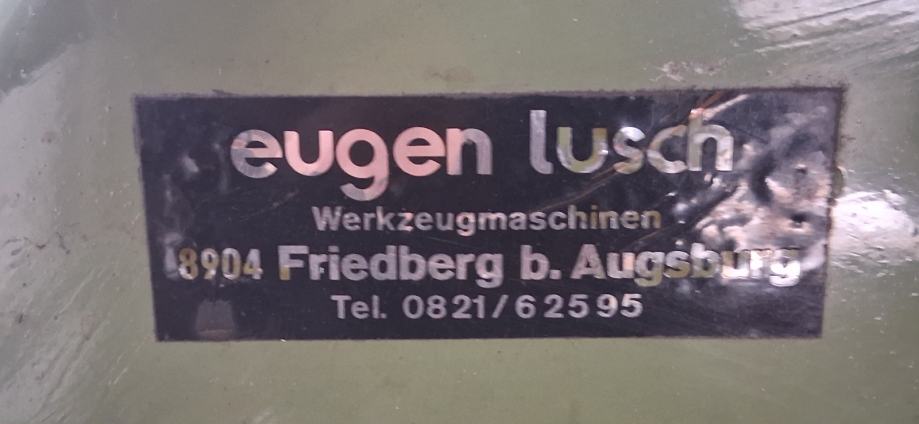 eugen lusch
Werkzeugmaschinen
8904 Friedberg b. Augsburg
Tel. 0821/62595